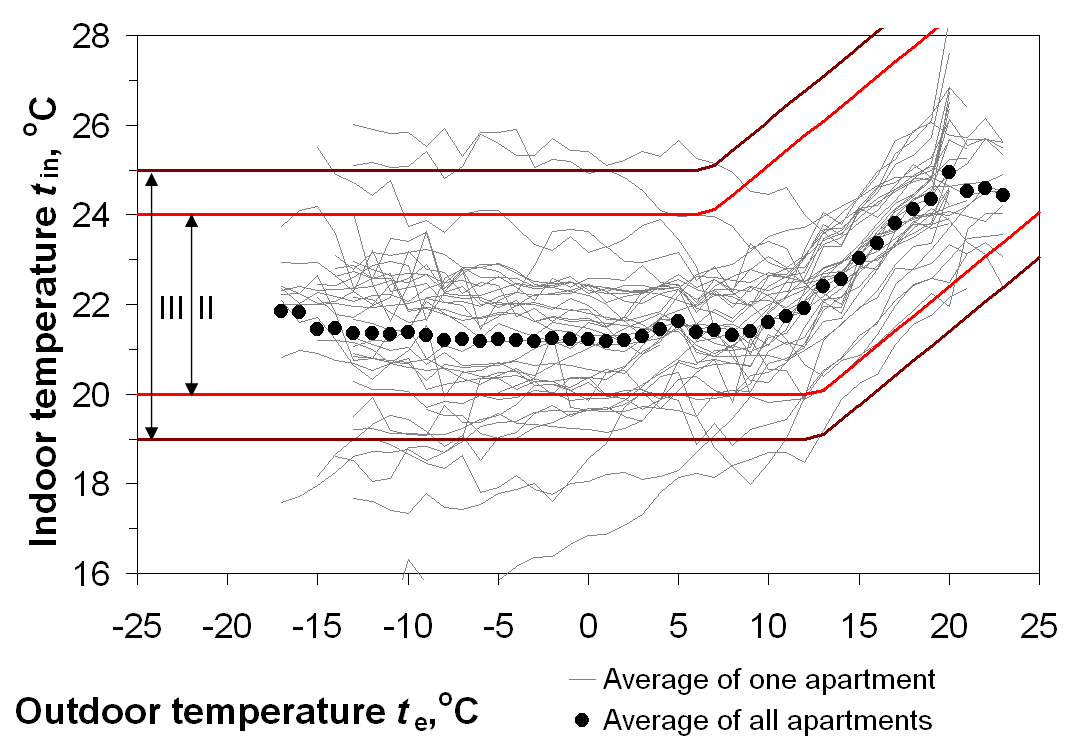 28
26
24
22
20
18
16
Indoor temperature t in, °C
III II
-25 -20 -15 -10 -5 0 5 10 15 20 25
Outdoor temperature t e, °C
Average of one apartment
Average of all apartments